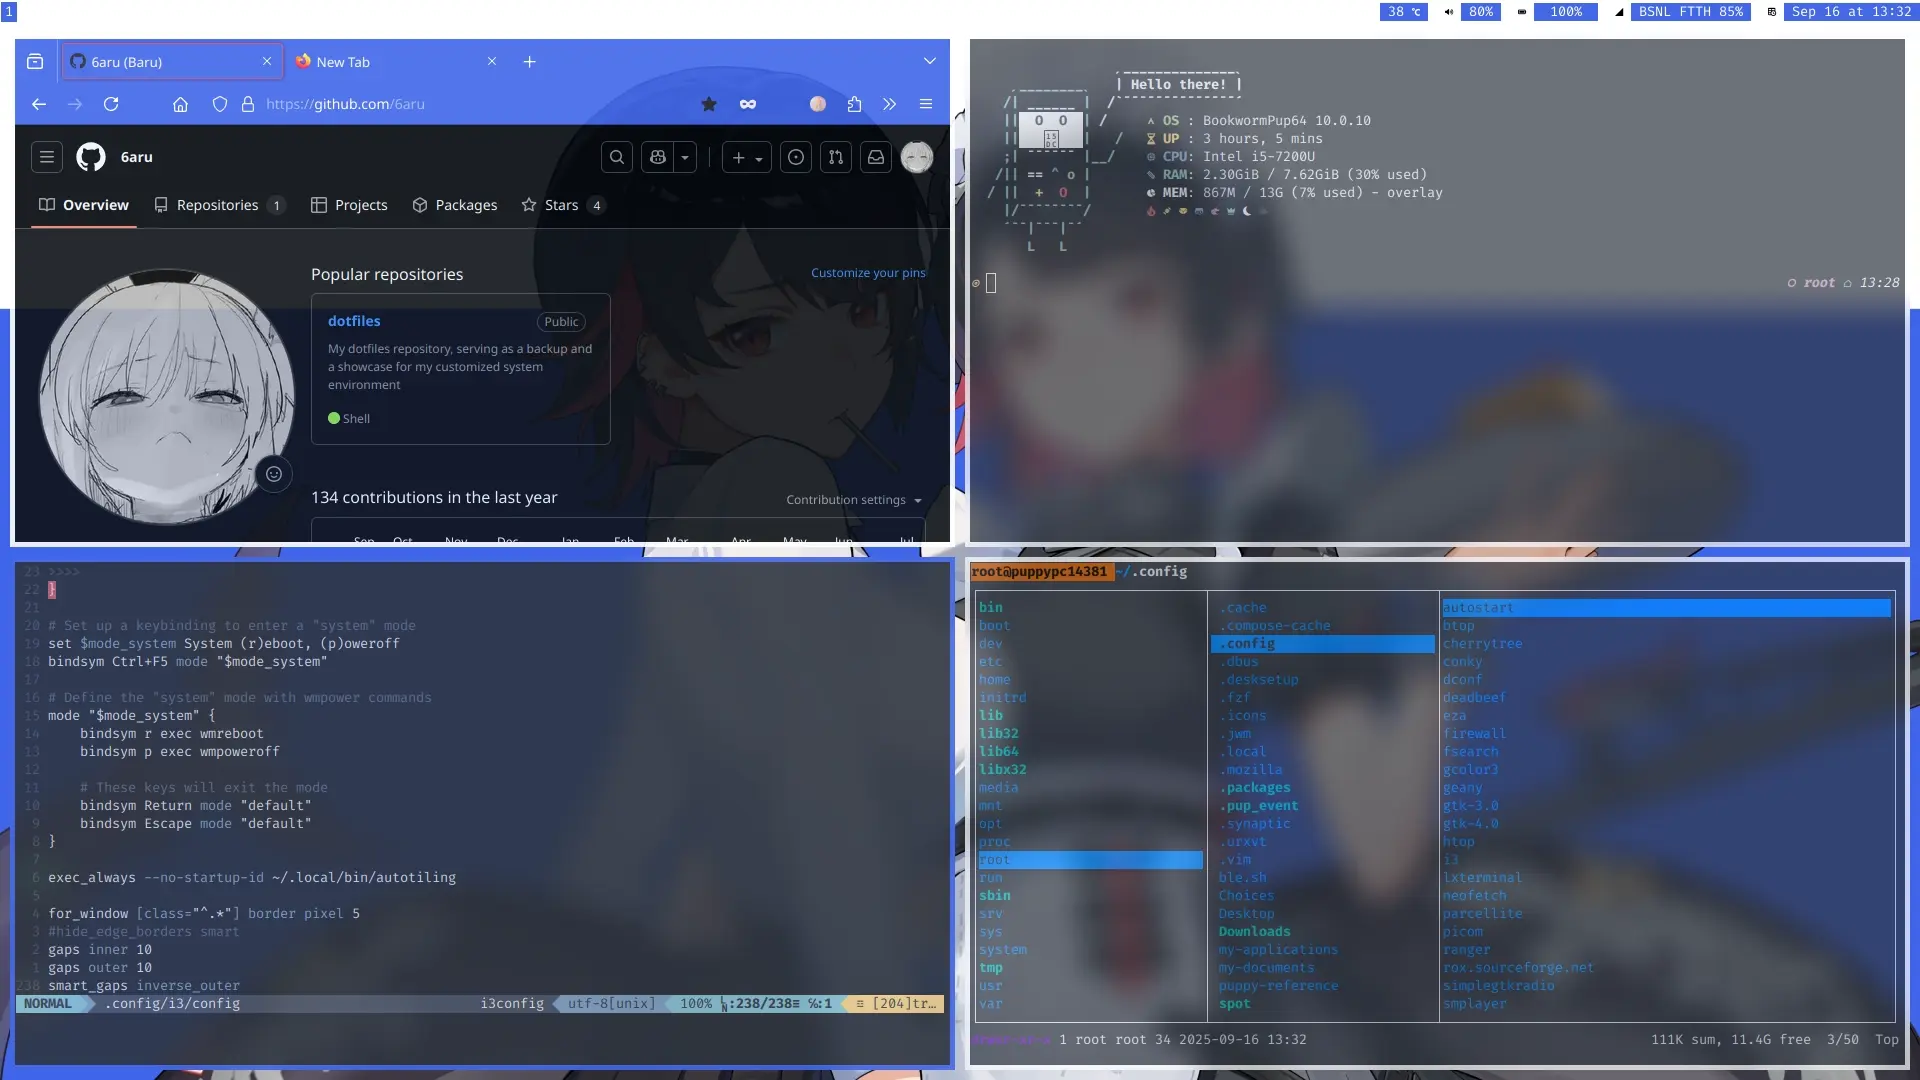 1
38 ℃ 80% 100% BSNL FTTH 85% Sep 16 at 13:32
6aru (Baru)
New Tab
https://github.com/6aru
6aru
Overview
Repositories 1
Projects
Packages
Stars 4
Popular repositories
Customize your pins
dotfiles
Public
My dotfiles repository, serving as a backup and
a showcase for my customized system
environment
Shell
134 contributions in the last year
Contribution settings
Sep Oct Nov Dec Jan Feb Mar Apr May Jun Jul
Hello there!
OS : BookwormPup64 10.0.10
UP : 3 hours, 5 mins
CPU: Intel i5-7200U
RAM: 2.30GiB / 7.62GiB (30% used)
MEM: 867M / 13G (7% used) - overlay
root 13:28
23 >>>>
22 }
21
20 # Set up a keybinding to enter a "system" mode
19 set $mode_system System (r)eboot, (p)oweroff
18 bindsym Ctrl+F5 mode "$mode_system"
17
16 # Define the "system" mode with wmpower commands
15 mode "$mode_system" {
14 bindsym r exec wmreboot
13 bindsym p exec wmpoweroff
12
11 # These keys will exit the mode
10 bindsym Return mode "default"
9 bindsym Escape mode "default"
8 }
7
6 exec_always --no-startup-id ~/.local/bin/autotiling
5
4 for_window [class="^.*"] border pixel 5
3 #hide_edge_borders smart
2 gaps inner 10
1 gaps outer 10
238 smart_gaps inverse_outer
NORMAL .config/i3/config i3config utf-8[unix] 100% :238/238≡ ℅:1 ≡ [204]tr…
root@puppypc14381 ~/.config
bin
boot
dev
etc
home
initrd
lib
lib32
lib64
libx32
media
mnt
opt
proc
root
run
sbin
srv
sys
system
tmp
usr
var
.cache
.compose-cache
.config
.dbus
.desksetup
.fzf
.icons
.jwm
.local
.mozilla
.packages
.pup_event
.synaptic
.urxvt
.vim
ble.sh
Choices
Desktop
Downloads
my-applications
my-documents
puppy-reference
spot
autostart
btop
cherrytree
conky
dconf
deadbeef
eza
firewall
fsearch
gcolor3
geany
gtk-3.0
gtk-4.0
htop
i3
lxterminal
neofetch
parcellite
picom
ranger
rox.sourceforge.net
simplegtkradio
smplayer
1 root root 34 2025-09-16 13:32 111K sum, 11.4G free 3/50 Top